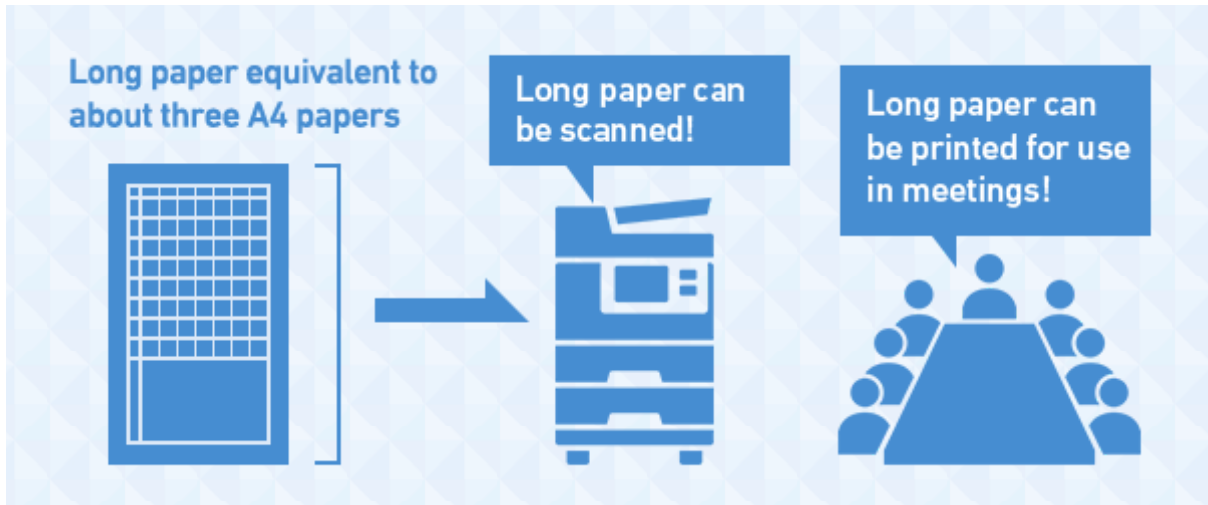 Long paper equivalent to
about three A4 papers
Long paper can
be scanned!
Long paper can
be printed for use
in meetings!